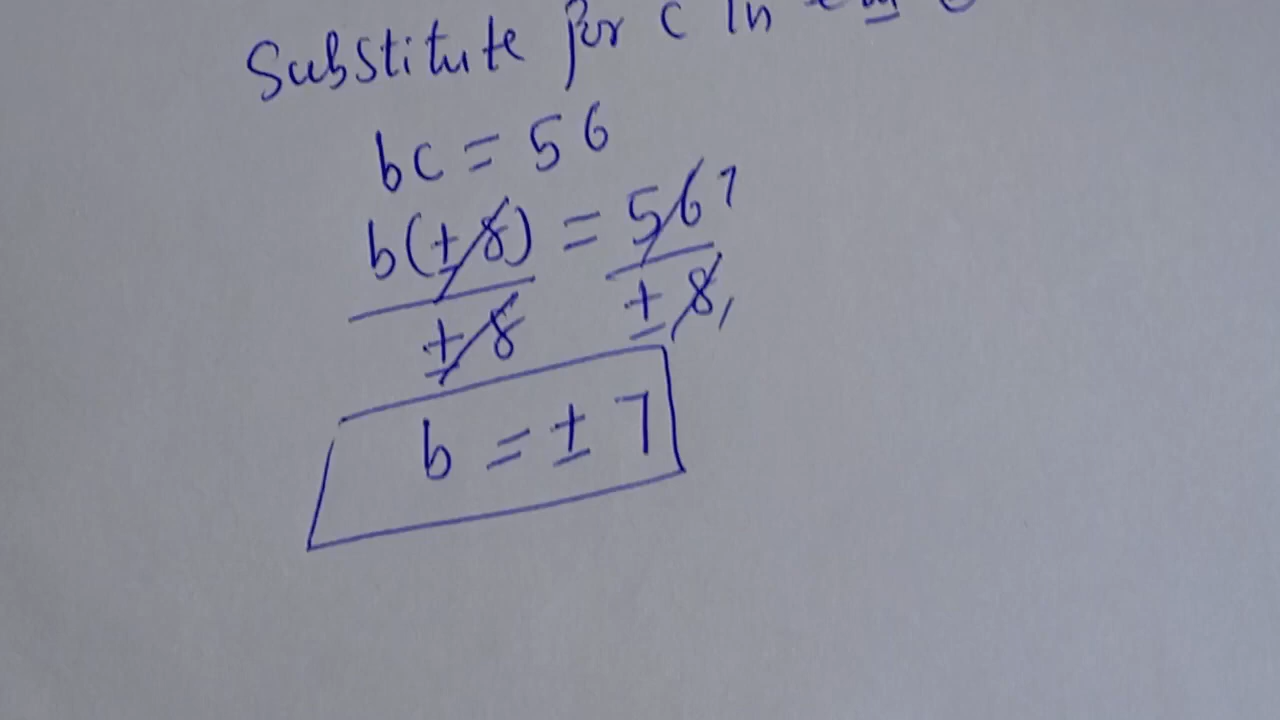 Substitute for c in
bc = 56
b(±8) = 56 7
±8 ± 8,
b = ± 7